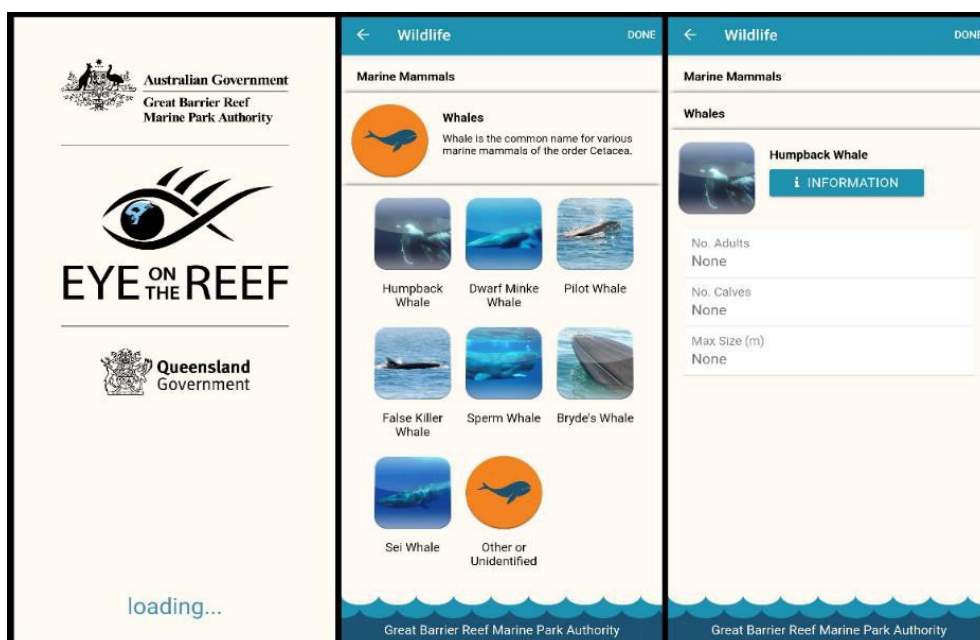 Australian Government
Great Barrier Reef
Marine Park Authority
EYE ON THE REEF
Queensland
Government
loading...
← Wildlife DONE
Marine Mammals
Whales
Whale is the common name for various
marine mammals of the order Cetacea.
Humpback
Whale
Dwarf Minke
Whale
Pilot Whale
False Killer
Whale
Sperm Whale
Bryde's Whale
Sei Whale
Other or
Unidentified
Great Barrier Reef Marine Park Authority
← Wildlife DONE
Marine Mammals
Whales
Humpback Whale
i INFORMATION
No. Adults
None
No. Calves
None
Max Size (m)
None
Great Barrier Reef Marine Park Authority